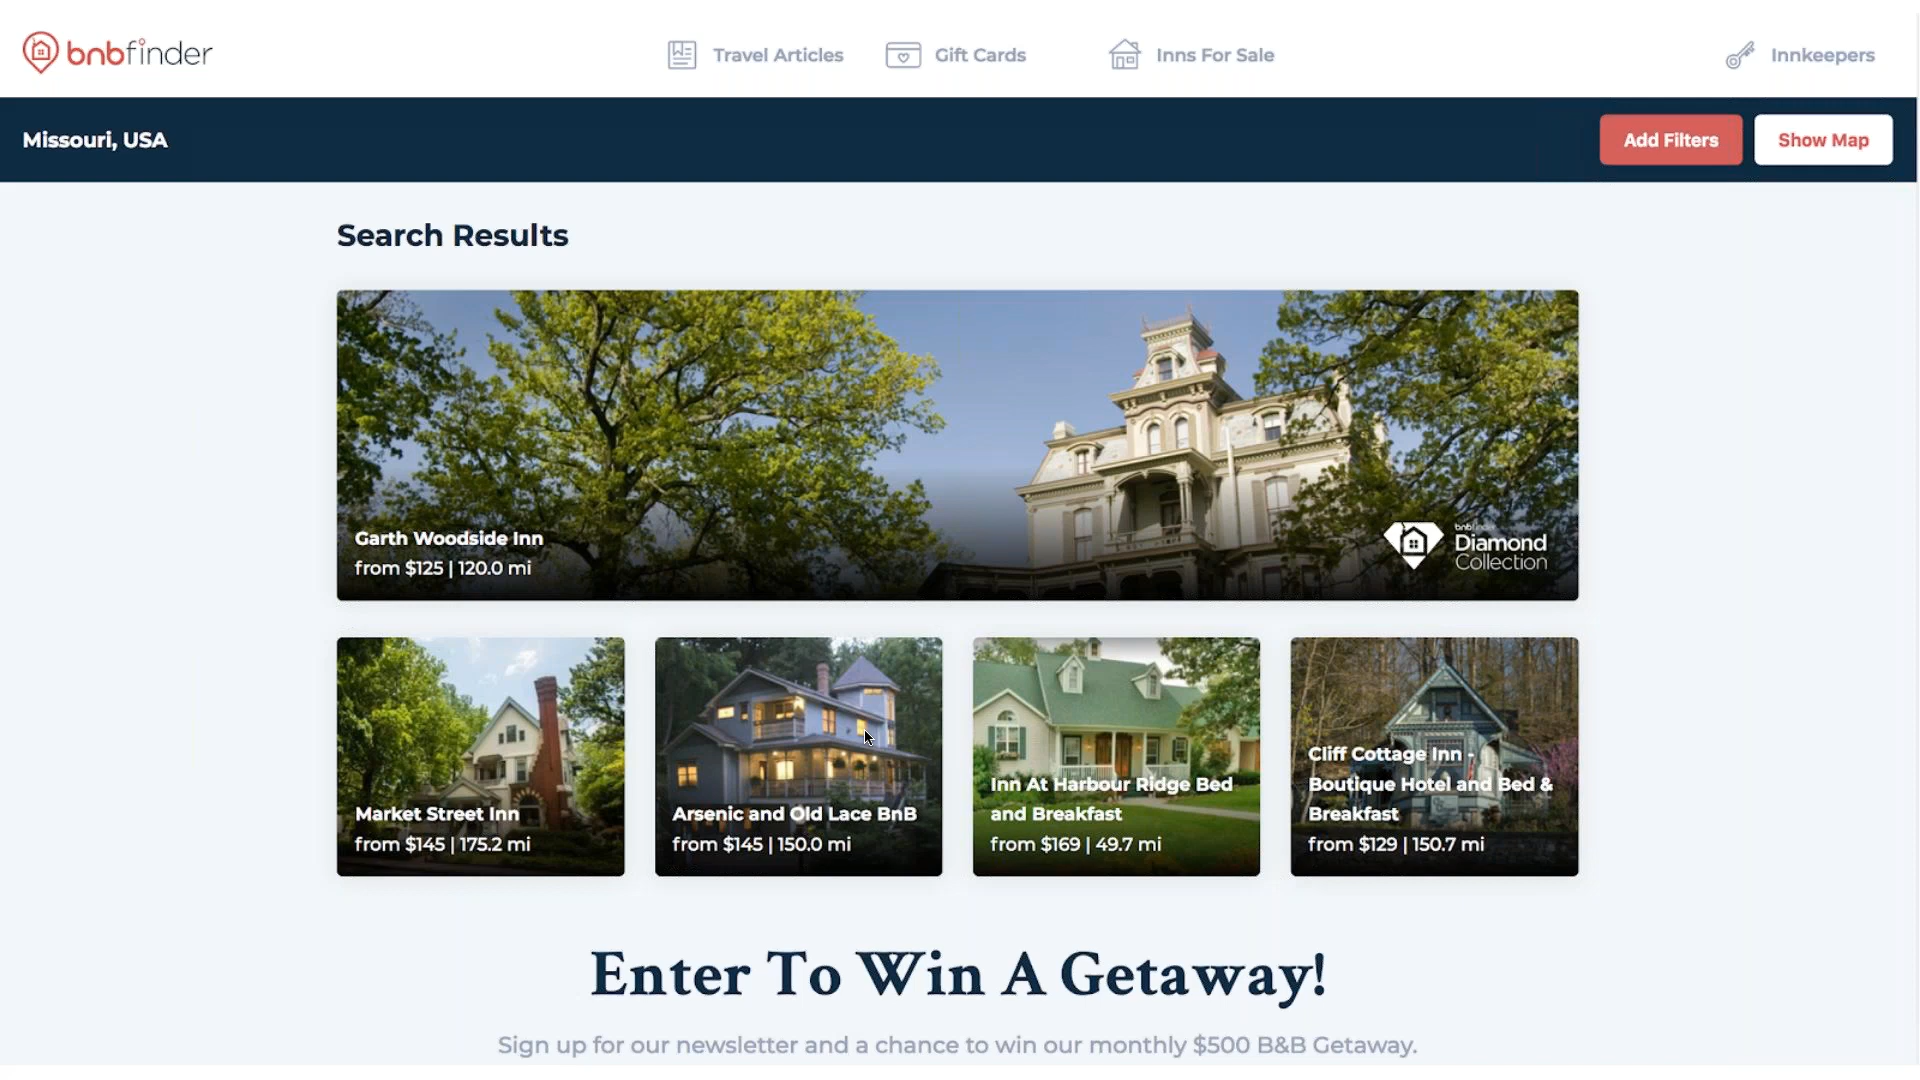 bnbfinder
Travel Articles
Gift Cards
Inns For Sale
Innkeepers
Missouri, USA
Add Filters
Show Map
Search Results
Garth Woodside Inn
from $125 | 120.0 mi
bnbfinder
Diamond
Collection
Market Street Inn
from $145 | 175.2 mi
Arsenic and Old Lace BnB
from $145 | 150.0 mi
Inn At Harbour Ridge Bed
and Breakfast
from $169 | 49.7 mi
Cliff Cottage Inn -
Boutique Hotel and Bed &
Breakfast
from $129 | 150.7 mi
Enter To Win A Getaway!
Sign up for our newsletter and a chance to win our monthly $500 B&B Getaway.